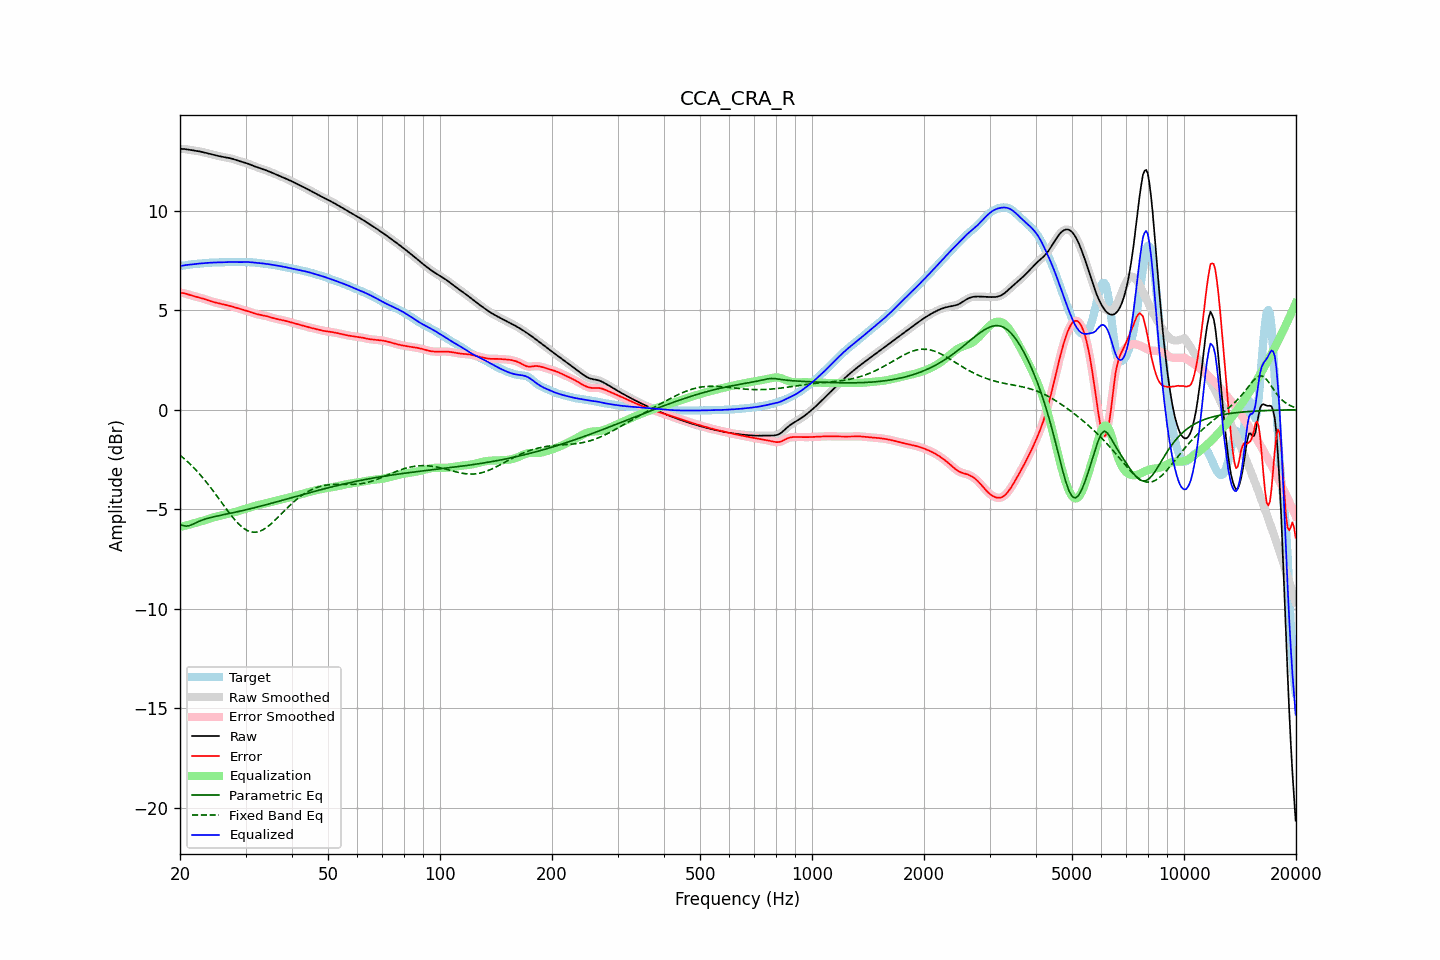 CCA_CRA_R
Amplitude (dBr)
10
5
0
−5
−10
−15
−20
Target
Raw Smoothed
Error Smoothed
Raw
Error
Equalization
Parametric Eq
Fixed Band Eq
Equalized
20 50 100 200 500 1000 2000 5000 10000 20000
Frequency (Hz)